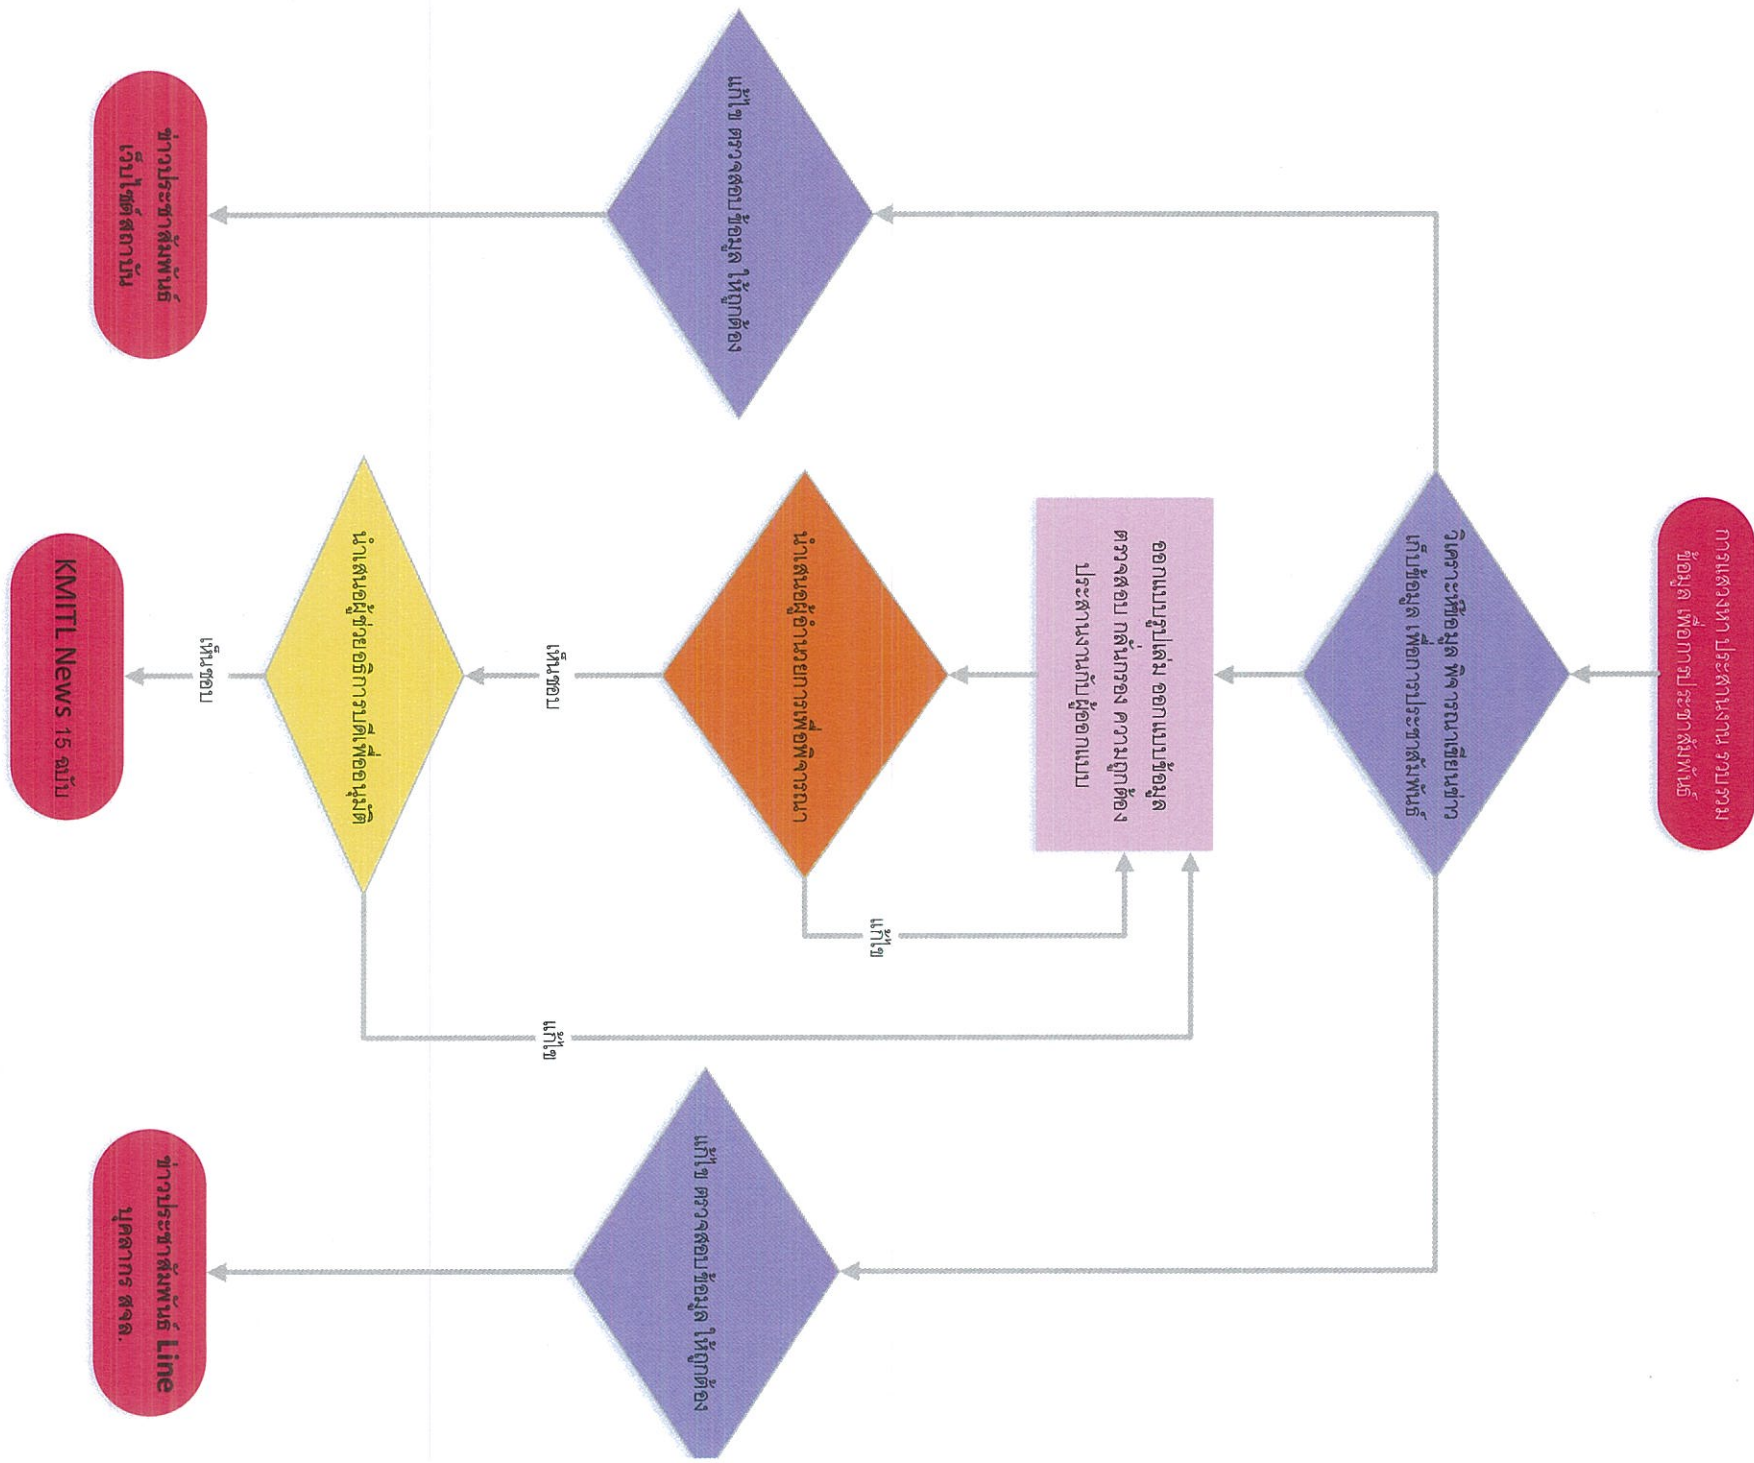 การแสวงหา ประสานงาน รวบรวม
ข้อมูล เพื่อการประชาสัมพันธ์
วิเคราะห์ข้อมูล พิจารณาเขียนข่าว
เก็บข้อมูล เพื่อการประชาสัมพันธ์
ออกแบบรูปเล่ม ออกแบบข้อมูล
ตรวจสอบ กลั่นกรอง ความถูกต้อง
ประสานงานกับผู้ออกแบบ
นำเสนอผู้อำนวยการเพื่อพิจารณา
แก้ไข
เห็นชอบ
นำเสนอผู้ช่วยอธิการบดีเพื่ออนุมัติ
แก้ไข
เห็นชอบ
KMITL News 15 ฉบับ
แก้ไข ตรวจสอบข้อมูล ให้ถูกต้อง
ข่าวประชาสัมพันธ์
เว็บไซต์สถาบัน
แก้ไข ตรวจสอบข้อมูล ให้ถูกต้อง
ข่าวประชาสัมพันธ์ Line
บุคลากร สจล.